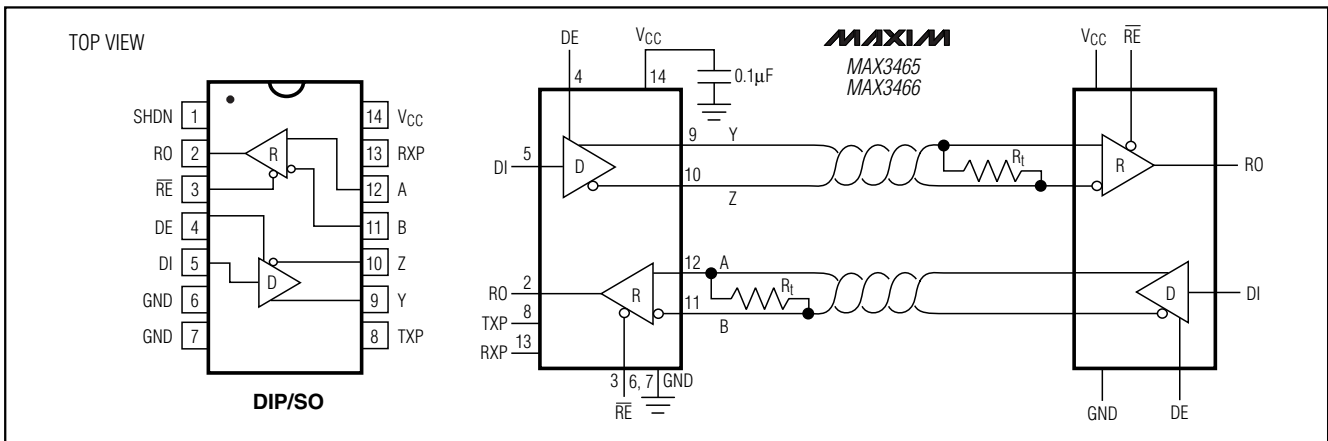 TOP VIEW
SHDN 1
RO 2
RE 3
DE 4
DI 5
GND 6
GND 7
14 VCC
13 RXP
12 A
11 B
10 Z
9 Y
8 TXP
R
D
DIP/SO
DE
4
VCC
14
0.1µF
MAXIM
MAX3465
MAX3466
VCC
RE
DI 5
D
9 Y
10 Z
Rt
R
RO
RO 2
TXP 8
RXP 13
R
12 A
11 B
Rt
D
DI
3
RE
6, 7 GND
GND
DE